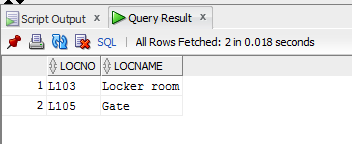 Script Output × Query Result ×
SQL | All Rows Fetched: 2 in 0.018 seconds
LOCNO LOCNAME
1 L103 Locker room
2 L105 Gate